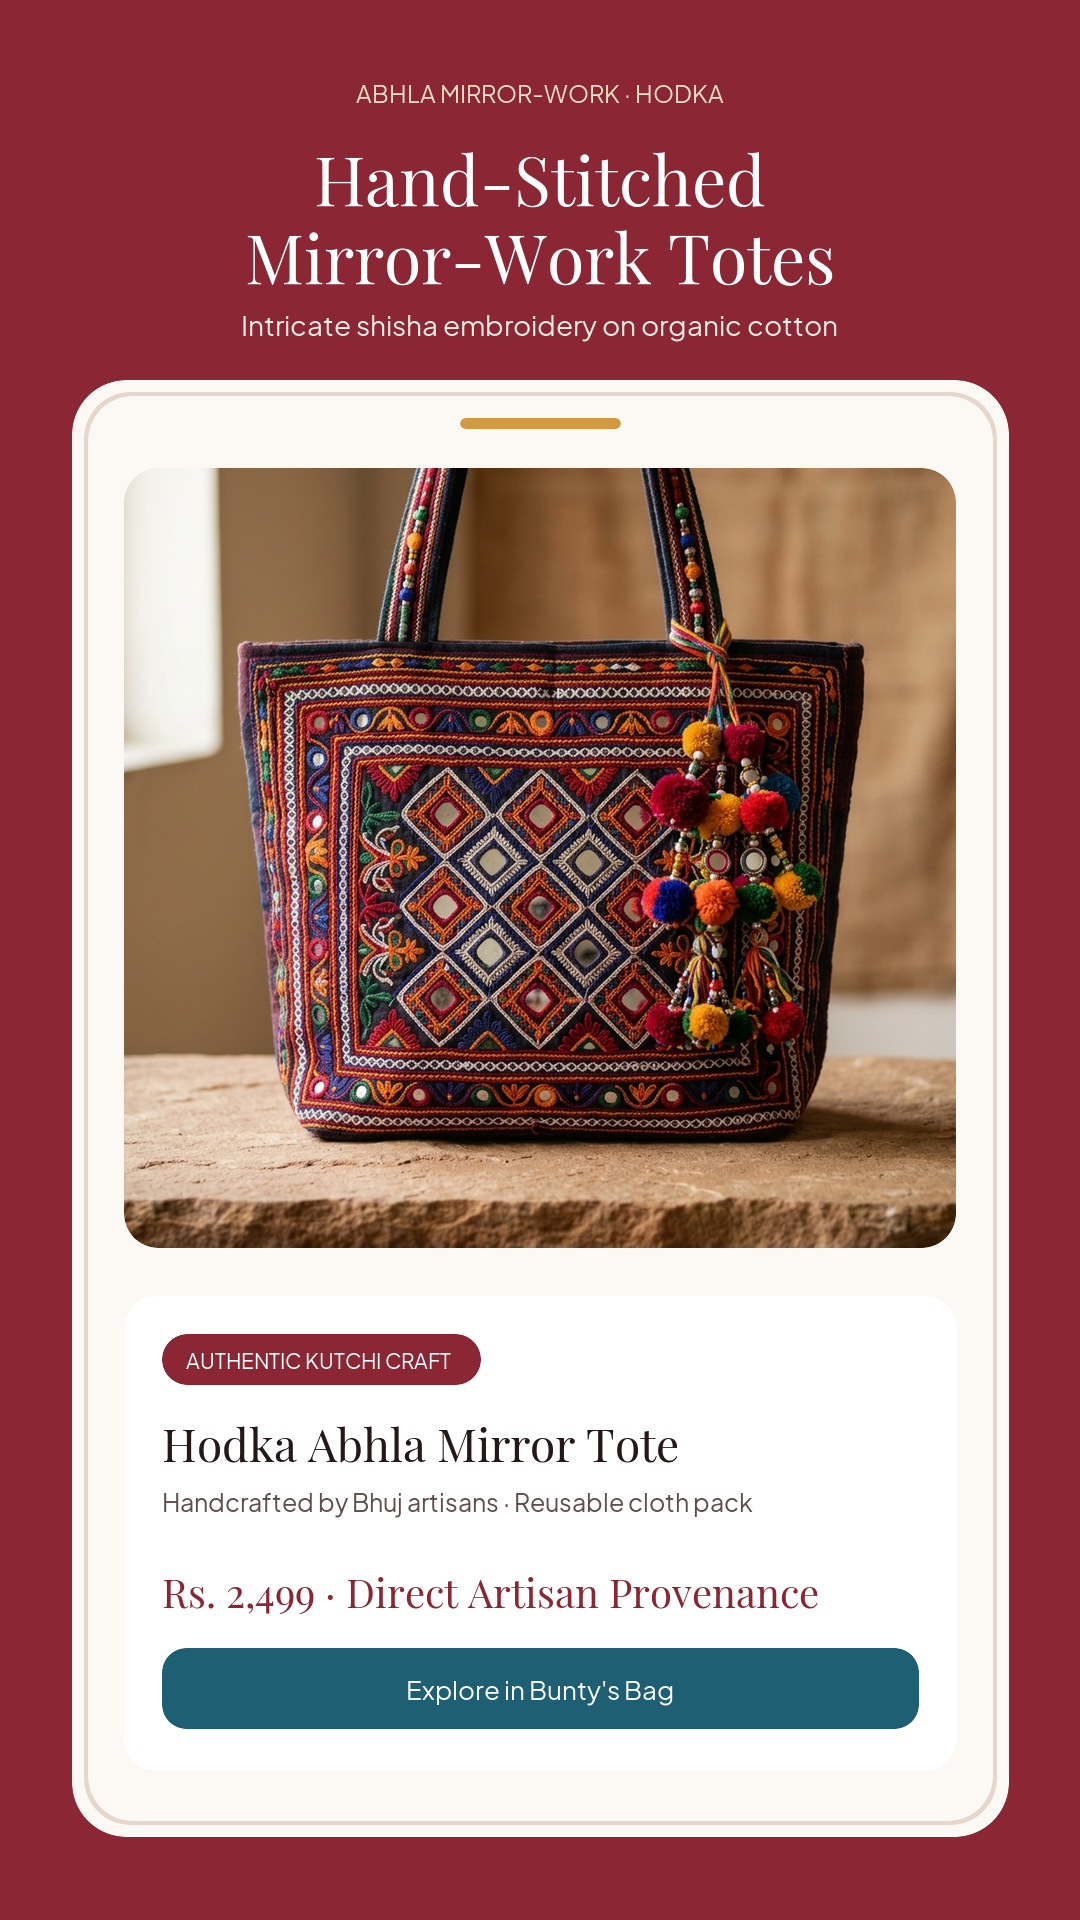 ABHLA MIRROR-WORK · HODKA
Hand-Stitched
Mirror-Work Totes
Intricate shisha embroidery on organic cotton
AUTHENTIC KUTCHI CRAFT
Hodka Abhla Mirror Tote
Handcrafted by Bhuj artisans · Reusable cloth pack
Rs. 2,499 · Direct Artisan Provenance
Explore in Bunty's Bag